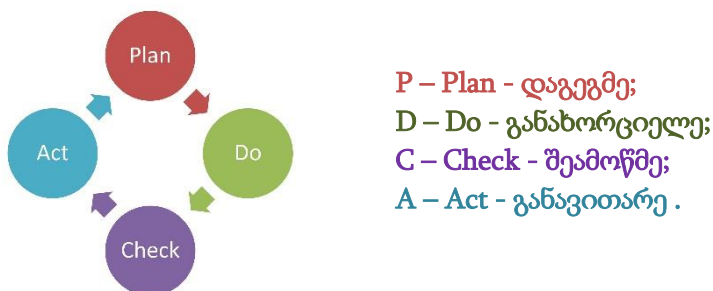 Plan
Do
Check
Act
P – Plan - დაგეგმე;
D – Do - განახორციელე;
C – Check - შეამოწმე;
A – Act - განავითარე .